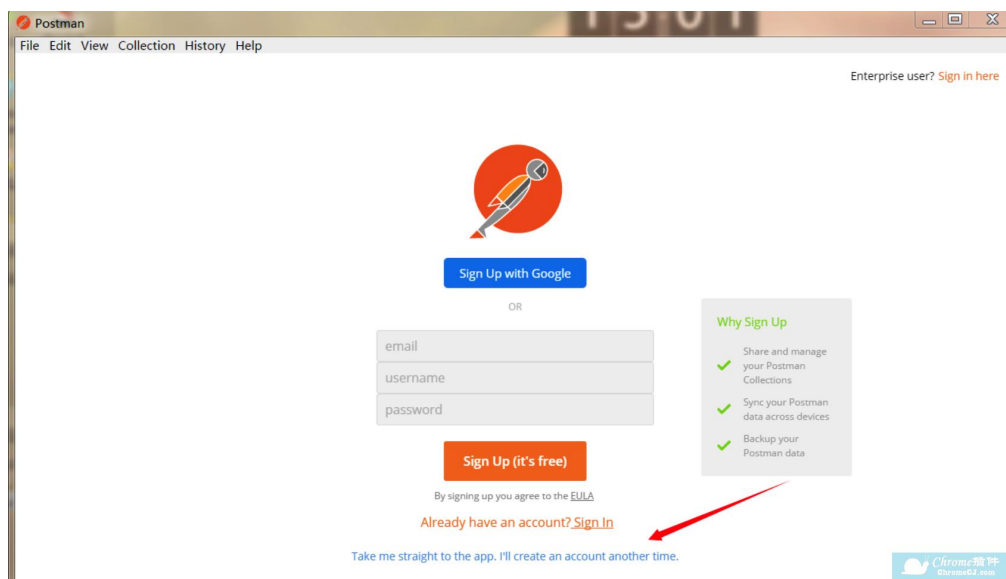 Postman
File Edit View Collection History Help
Enterprise user? Sign in here
Sign Up with Google
OR
email
username
password
Sign Up (it's free)
By signing up you agree to the EULA
Already have an account? Sign In
Take me straight to the app. I'll create an account another time.
Why Sign Up
Share and manage
your Postman
Collections
Sync your Postman
data across devices
Backup your
Postman data
Chrome插件
ChromeCJ.com